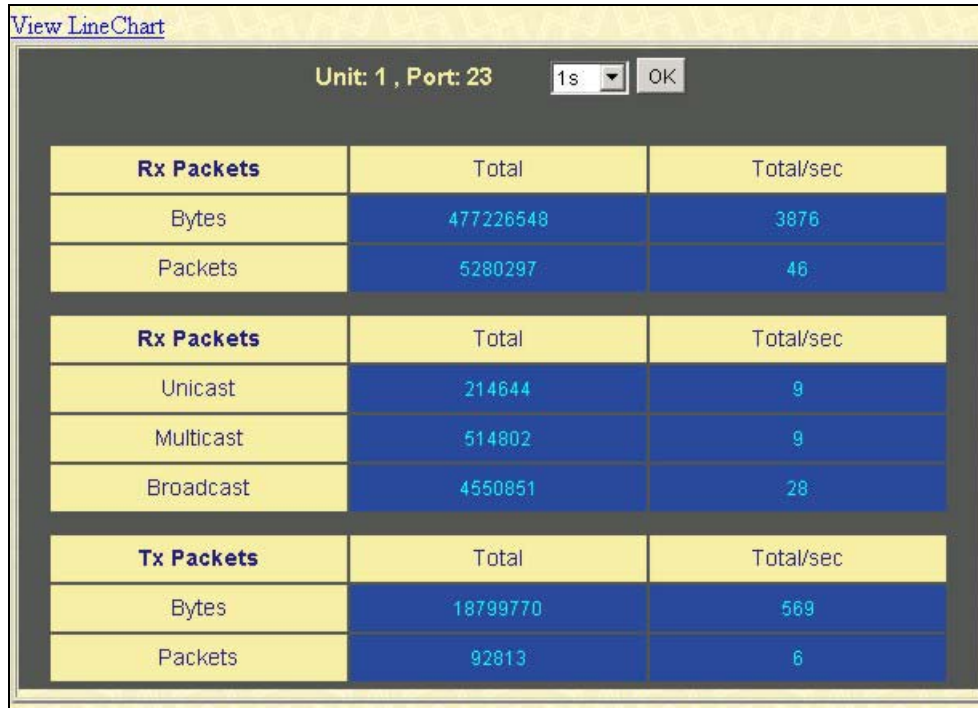 View LineChart
Unit: 1 , Port: 23 1s OK
Rx Packets Total Total/sec
Bytes 477226548 3876
Packets 5280297 46
Rx Packets Total Total/sec
Unicast 214644 9
Multicast 514802 9
Broadcast 4550851 28
Tx Packets Total Total/sec
Bytes 18799770 569
Packets 92813 6